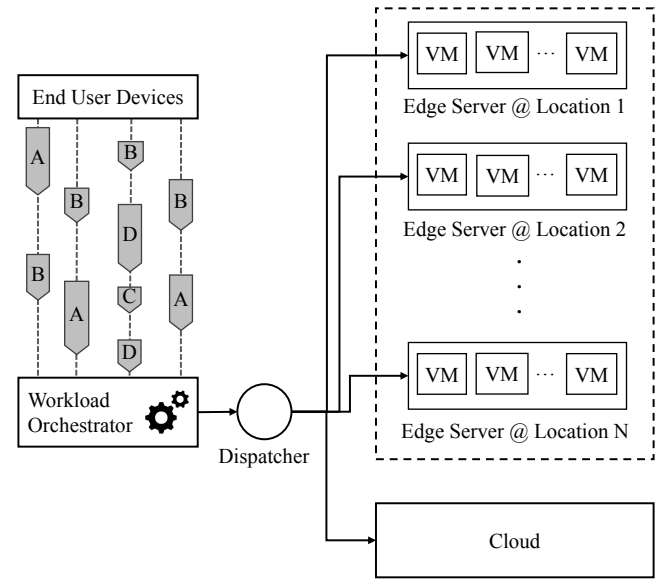 End User Devices
A
B
B
B
D
B
B
A
C
A
D
Workload
Orchestrator
Dispatcher
VM VM ··· VM
Edge Server @ Location 1
VM VM ··· VM
Edge Server @ Location 2
.
.
.
VM VM ··· VM
Edge Server @ Location N
Cloud